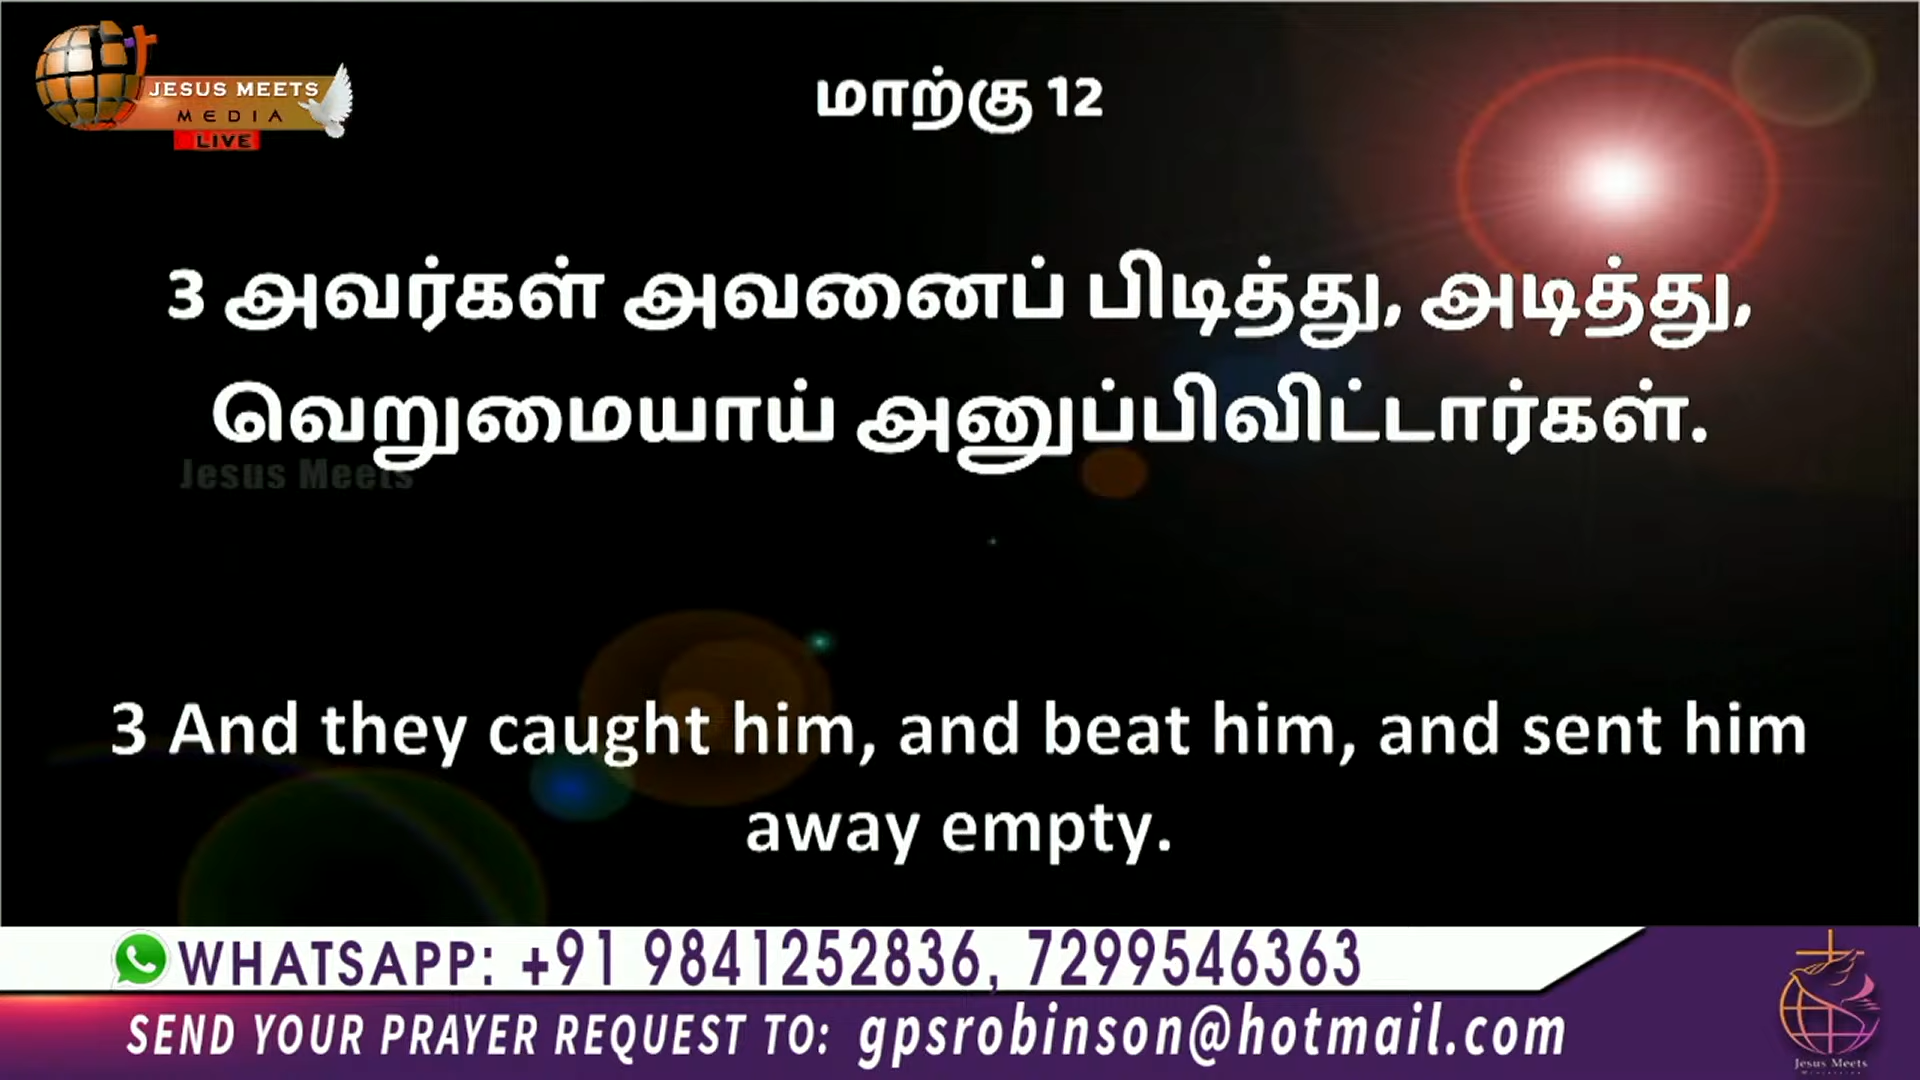 JESUS MEETS
MEDIA
LIVE
மாற்கு 12
3 அவர்கள் அவனைப் பிடித்து, அடித்து,
வெறுமையாய் அனுப்பிவிட்டார்கள்.
Jesus Meets
3 And they caught him, and beat him, and sent him
away empty.
WHATSAPP: +91 9841252836, 7299546363
SEND YOUR PRAYER REQUEST TO: gpsrobinson@hotmail.com
Jesus Meets